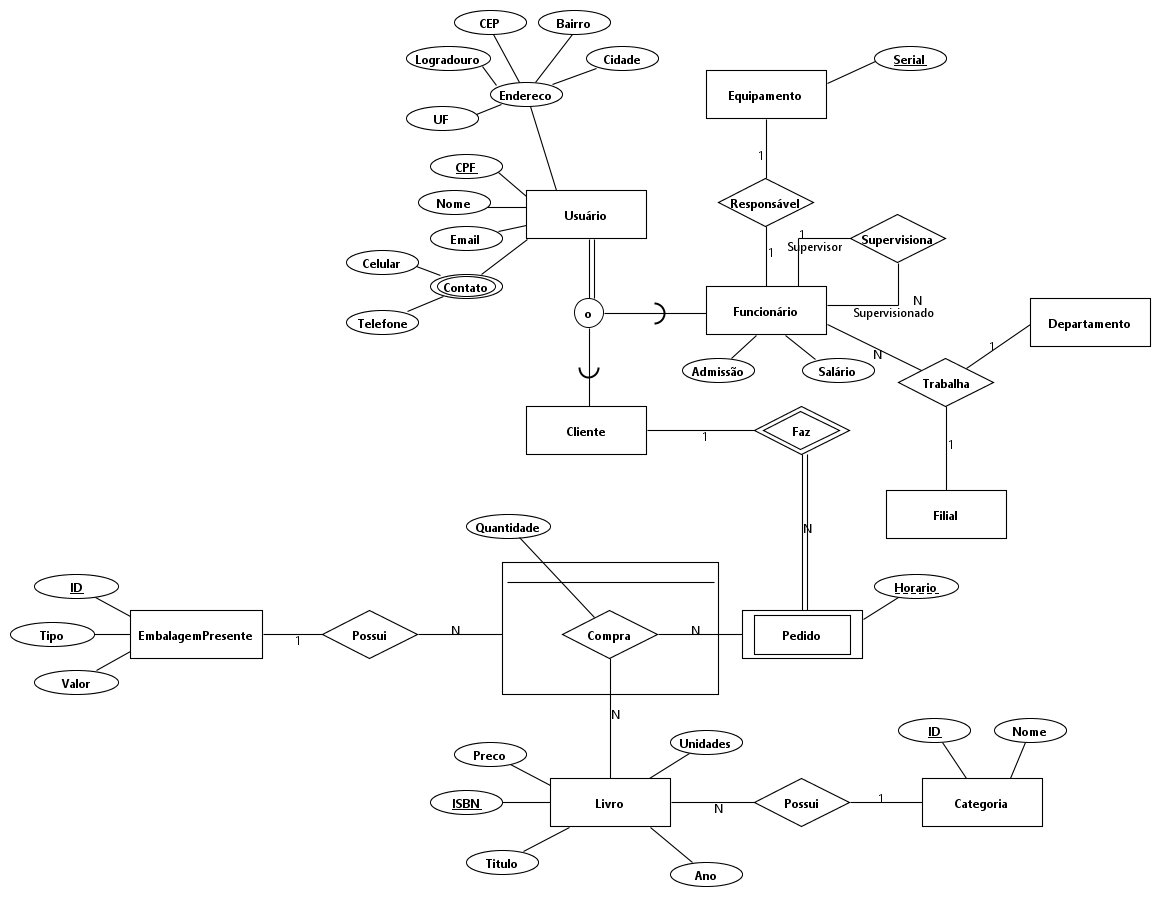 CEP
Bairro
Logradouro
Cidade
Endereco
UF
Equipamento
Serial
CPF
Nome
Email
Usuário
Celular
Contato
Telefone
o
1
Responsável
1
1
Supervisor
Supervisiona
N
Supervisionado
Funcionário
Admissão
Salário
N
1
Departamento
Trabalha
1
Filial
Cliente
1
Faz
N
Quantidade
ID
Tipo
Valor
EmbalagemPresente
1
Possui
N
Compra
N
Pedido
Horario
N
Preco
Unidades
ISBN
Livro
Titulo
Ano
N
Possui
1
ID
Nome
Categoria